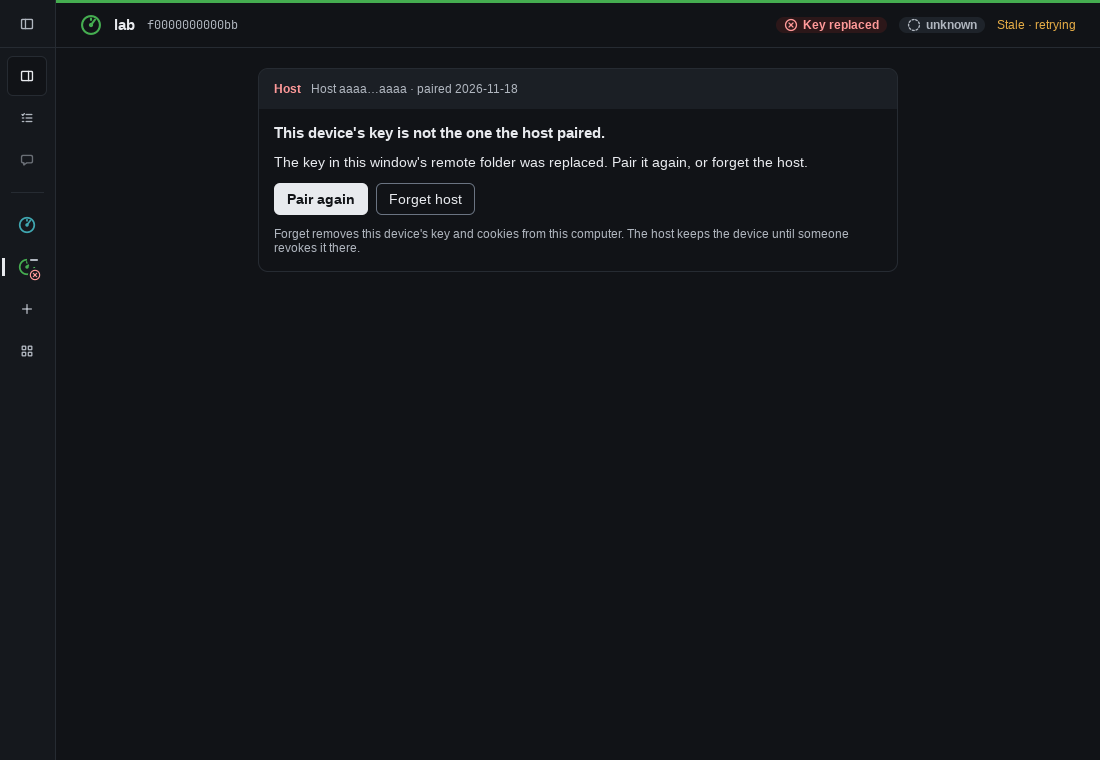 lab f0000000000bb Key replaced unknown Stale · retrying
Host Host aaaa…aaaa · paired 2026-11-18
This device's key is not the one the host paired.
The key in this window's remote folder was replaced. Pair it again, or forget the host.
Pair again Forget host
Forget removes this device's key and cookies from this computer. The host keeps the device until someone
revokes it there.